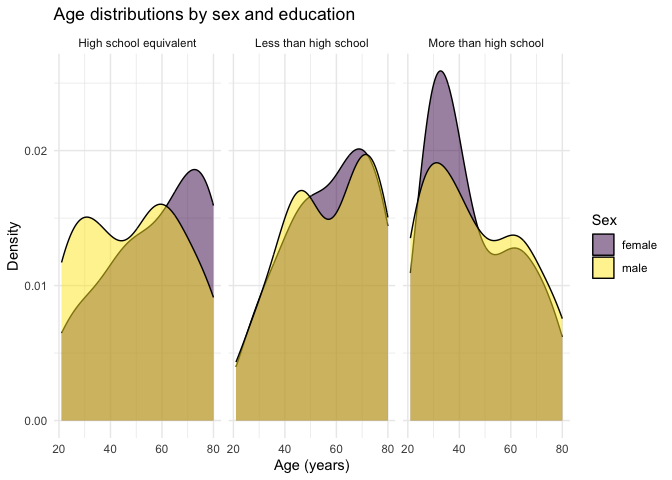 Age distributions by sex and education
High school equivalent
Less than high school
More than high school
0.02
0.01
0.00
Density
20 40 60 80
20 40 60 80
20 40 60 80
Age (years)
Sex
female
male